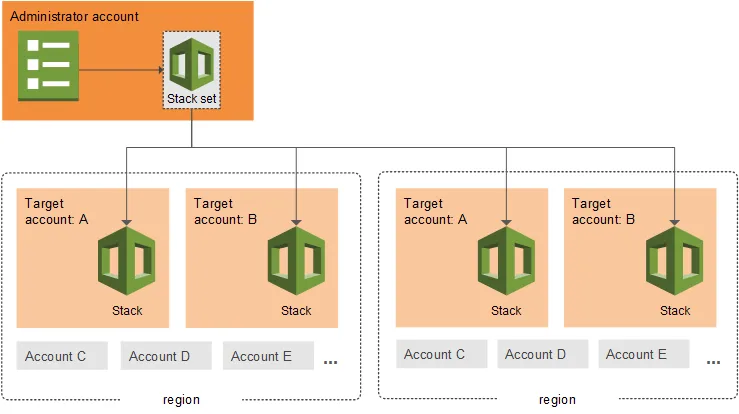 Administrator account
Stack set
Target
account: A
Stack
Target
account: B
Stack
Account C
Account D
Account E
...
region
Target
account: A
Stack
Target
account: B
Stack
Account C
Account D
Account E
...
region